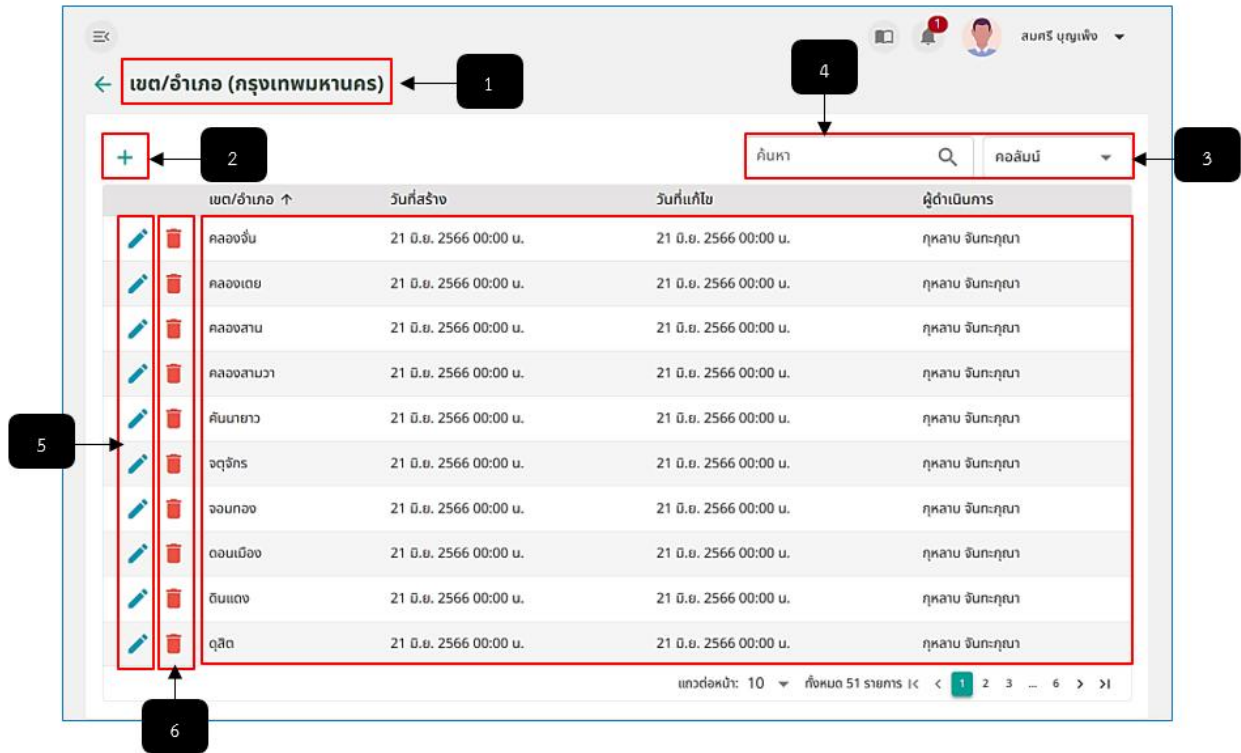 1
สมศรี บุญเพ็ง
เขต/อำเภอ (กรุงเทพมหานคร)
1
4
2
ค้นหา
คอลัมน์
3
เขต/อำเภอ ↑ วันที่สร้าง วันที่แก้ไข ผู้ดำเนินการ
คลองจั่น 21 มิ.ย. 2566 00:00 น. 21 มิ.ย. 2566 00:00 น. กุหลาบ จันทะกุณา
คลองเตย 21 มิ.ย. 2566 00:00 น. 21 มิ.ย. 2566 00:00 น. กุหลาบ จันทะกุณา
คลองสาน 21 มิ.ย. 2566 00:00 น. 21 มิ.ย. 2566 00:00 น. กุหลาบ จันทะกุณา
คลองสามวา 21 มิ.ย. 2566 00:00 น. 21 มิ.ย. 2566 00:00 น. กุหลาบ จันทะกุณา
คันนายาว 21 มิ.ย. 2566 00:00 น. 21 มิ.ย. 2566 00:00 น. กุหลาบ จันทะกุณา
5
จตุจักร 21 มิ.ย. 2566 00:00 น. 21 มิ.ย. 2566 00:00 น. กุหลาบ จันทะกุณา
จอมทอง 21 มิ.ย. 2566 00:00 น. 21 มิ.ย. 2566 00:00 น. กุหลาบ จันทะกุณา
ดอนเมือง 21 มิ.ย. 2566 00:00 น. 21 มิ.ย. 2566 00:00 น. กุหลาบ จันทะกุณา
ดินแดง 21 มิ.ย. 2566 00:00 น. 21 มิ.ย. 2566 00:00 น. กุหลาบ จันทะกุณา
ดุสิต 21 มิ.ย. 2566 00:00 น. 21 มิ.ย. 2566 00:00 น. กุหลาบ จันทะกุณา
แถวต่อหน้า: 10 ทั้งหมด 51 รายการ |< < 1 2 3 ... 6 > >|
6